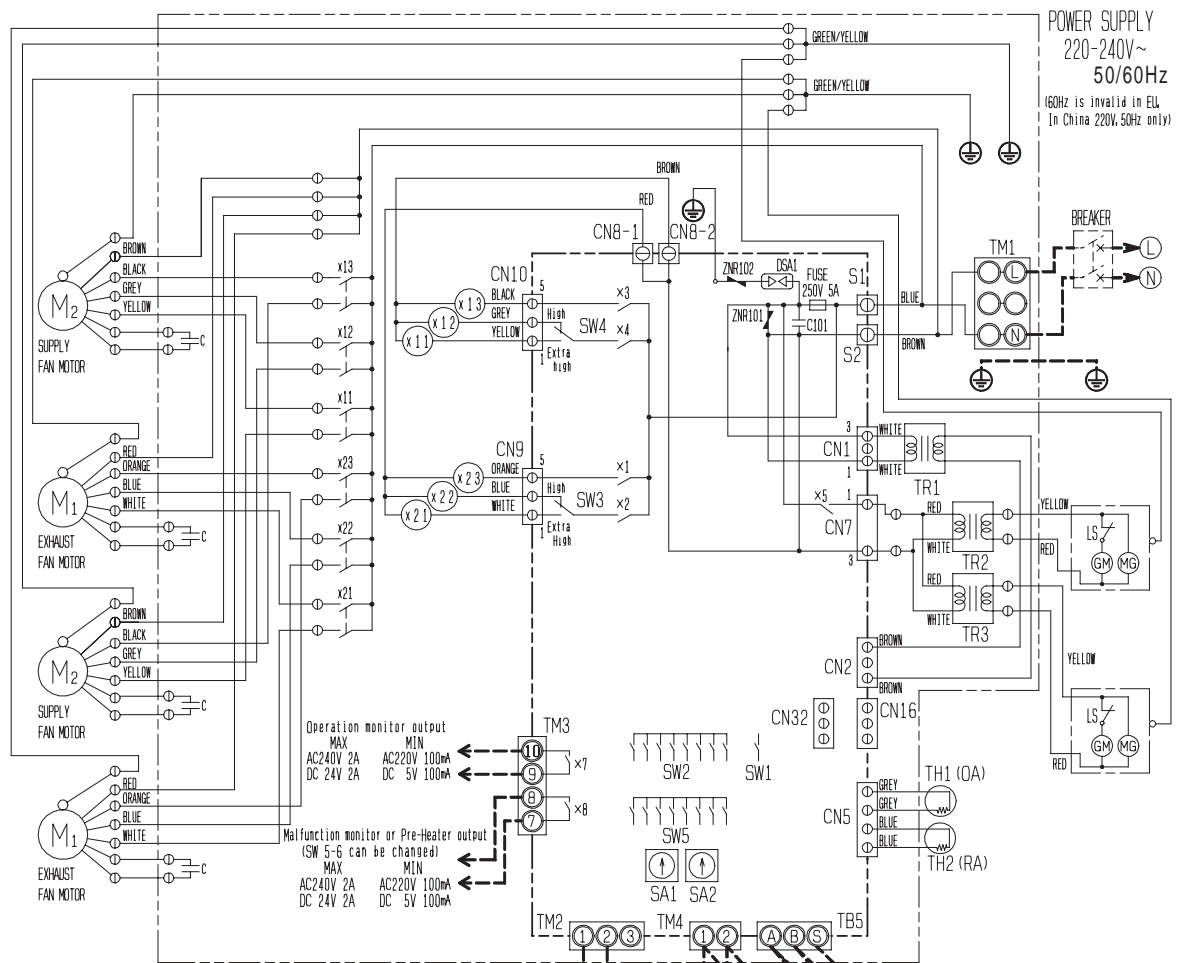 POWER SUPPLY
220-240V~
50/60Hz
(60Hz is invalid in EU.
In China 220V, 50Hz only)
GREEN/YELLOW
GREEN/YELLOW
BROWN
RED
CN8-1
CN8-2
BREAKER
TM1
L
L
N
N
BROWN
BLACK
GREY
YELLOW
M2
C
SUPPLY
FAN MOTOR
x13
x12
x11
x23
x22
x21
CN10
5
BLACK
GREY
YELLOW
x13
x12
x11
High
1
Extra
high
SW4
x3
x4
ZNR102
DSA1
FUSE
250V 5A
ZNR101
C101
S1
BLUE
S2
BROWN
CN9
5
ORANGE
BLUE
WHITE
x23
x22
x21
High
1
Extra
High
SW3
x1
x2
3
WHITE
CN1
1
WHITE
TR1
x5
1
CN7
3
RED
WHITE
TR2
RED
WHITE
TR3
YELLOW
RED
LS
GM
MG
YELLOW
RED
LS
GM
MG
RED
ORANGE
BLUE
WHITE
M1
C
EXHAUST
FAN MOTOR
BROWN
BLACK
GREY
YELLOW
M2
C
SUPPLY
FAN MOTOR
RED
ORANGE
BLUE
WHITE
M1
C
EXHAUST
FAN MOTOR
BROWN
CN2
BROWN
CN32
CN16
Operation monitor output
MAX MIN
AC240V 2A AC220V 100mA
DC 24V 2A DC 5V 100mA
TM3
10
9
8
7
x7
x8
Malfunction monitor or Pre-Heater output
(SW 5-6 can be changed)
MAX MIN
AC240V 2A AC220V 100mA
DC 24V 2A DC 5V 100mA
SW2
SW1
SW5
SA1
SA2
CN5
GREY
GREY
BLUE
BLUE
TH1 (OA)
TH2 (RA)
TM2
1 2 3
TM4
1 2
A B S
TB5